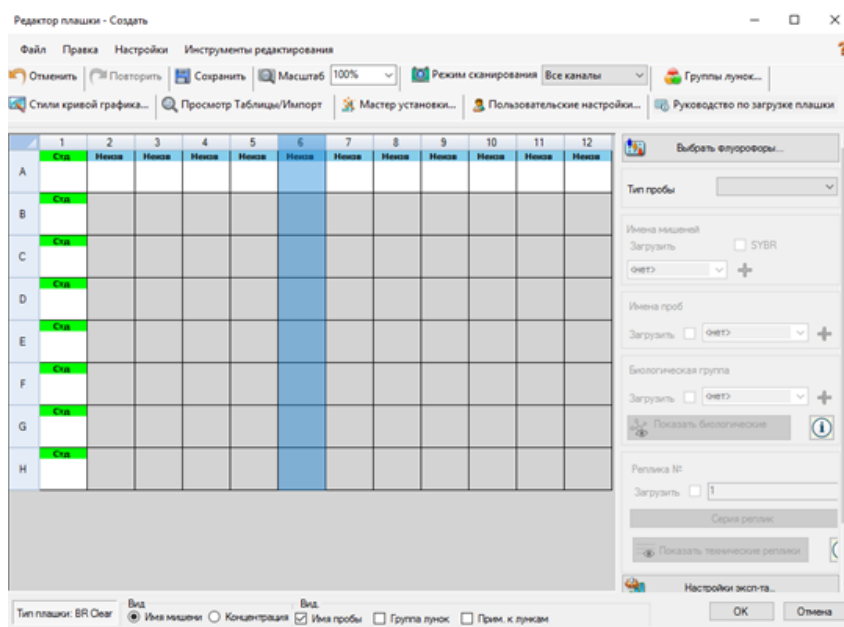 Редактор плашки - Создать
Файл Правка Настройки Инструменты редактирования
Отменить Повторить Сохранить Масштаб 100% Режим сканирования Все каналы Группы лунок...
Стили кривой графика... Просмотр Таблицы/Импорт Мастер установки... Пользовательские настройки... Руководство по загрузке плашки
1 2 3 4 5 6 7 8 9 10 11 12
Стд Неизв Неизв Неизв Неизв Неизв Неизв Неизв Неизв Неизв Неизв Неизв
A
Стд
B
Стд
C
Стд
D
Стд
E
Стд
F
Стд
G
Стд
H
Выбрать флуорофоры...
Тип пробы
Имена мишеней
Загрузить SYBR
<нет>
Имена проб
Загрузить <нет>
Биологическая группа
Загрузить <нет>
Показать биологические
Реплика №
Загрузить 1
Серия реплик
Показать технические реплики
Настройки эксп-та...
Тип плашки: BR Clear
Вид
Имя мишени Концентрация
Вид
Имя пробы Группа лунок Прим. к лункам
OK Отмена